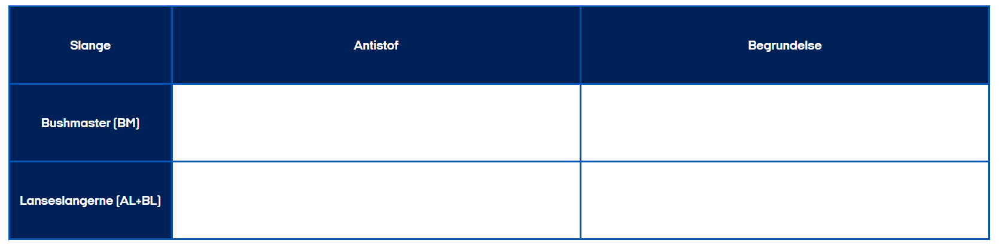 Slange Antistof Begrundelse
Bushmaster (BM)
Lanseslangerne (AL+BL)